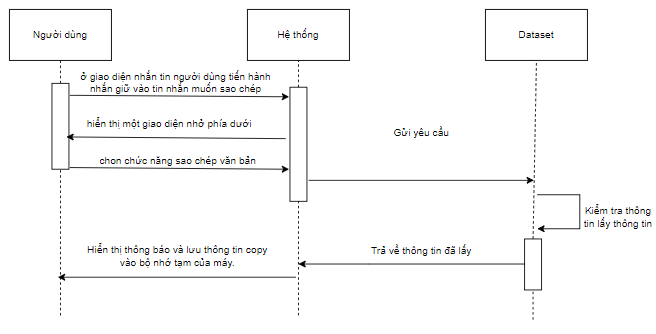 Người dùng
Hệ thống
Dataset
ở giao diện nhắn tin người dùng tiến hành
nhấn giữ vào tin nhắn muốn sao chép
hiển thị một giao diện nhở phía dưới
Gửi yêu cầu
chon chức năng sao chép văn bản
Kiểm tra thông
tin lấy thông tin
Hiển thị thông báo và lưu thông tin copy
vào bộ nhớ tạm của máy.
Trả về thông tin đã lấy